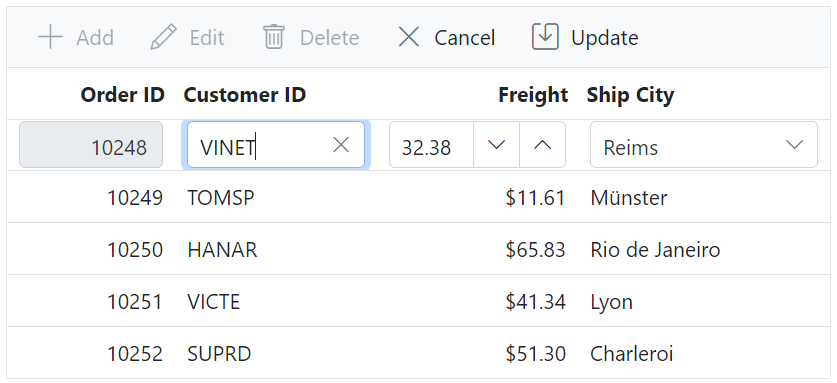 Add Edit Delete Cancel Update
Order ID Customer ID Freight Ship City
10248 VINET 32.38 Reims
10249 TOMSP $11.61 Münster
10250 HANAR $65.83 Rio de Janeiro
10251 VICTE $41.34 Lyon
10252 SUPRD $51.30 Charleroi